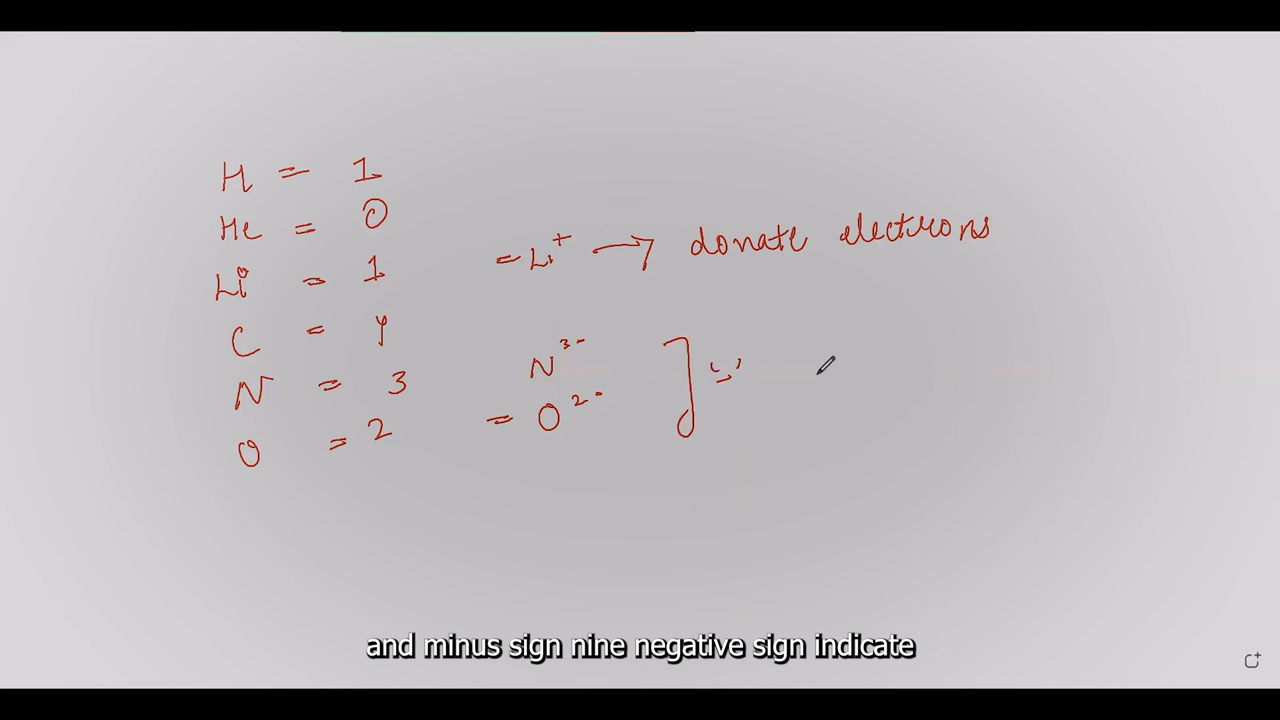 H = 1
He = 0
Li = 1 = Li⁺ → donate electrons
C = 4
N = 3 N³⁻
O = 2 = O²⁻ ] '-'
and minus sign nine negative sign indicate